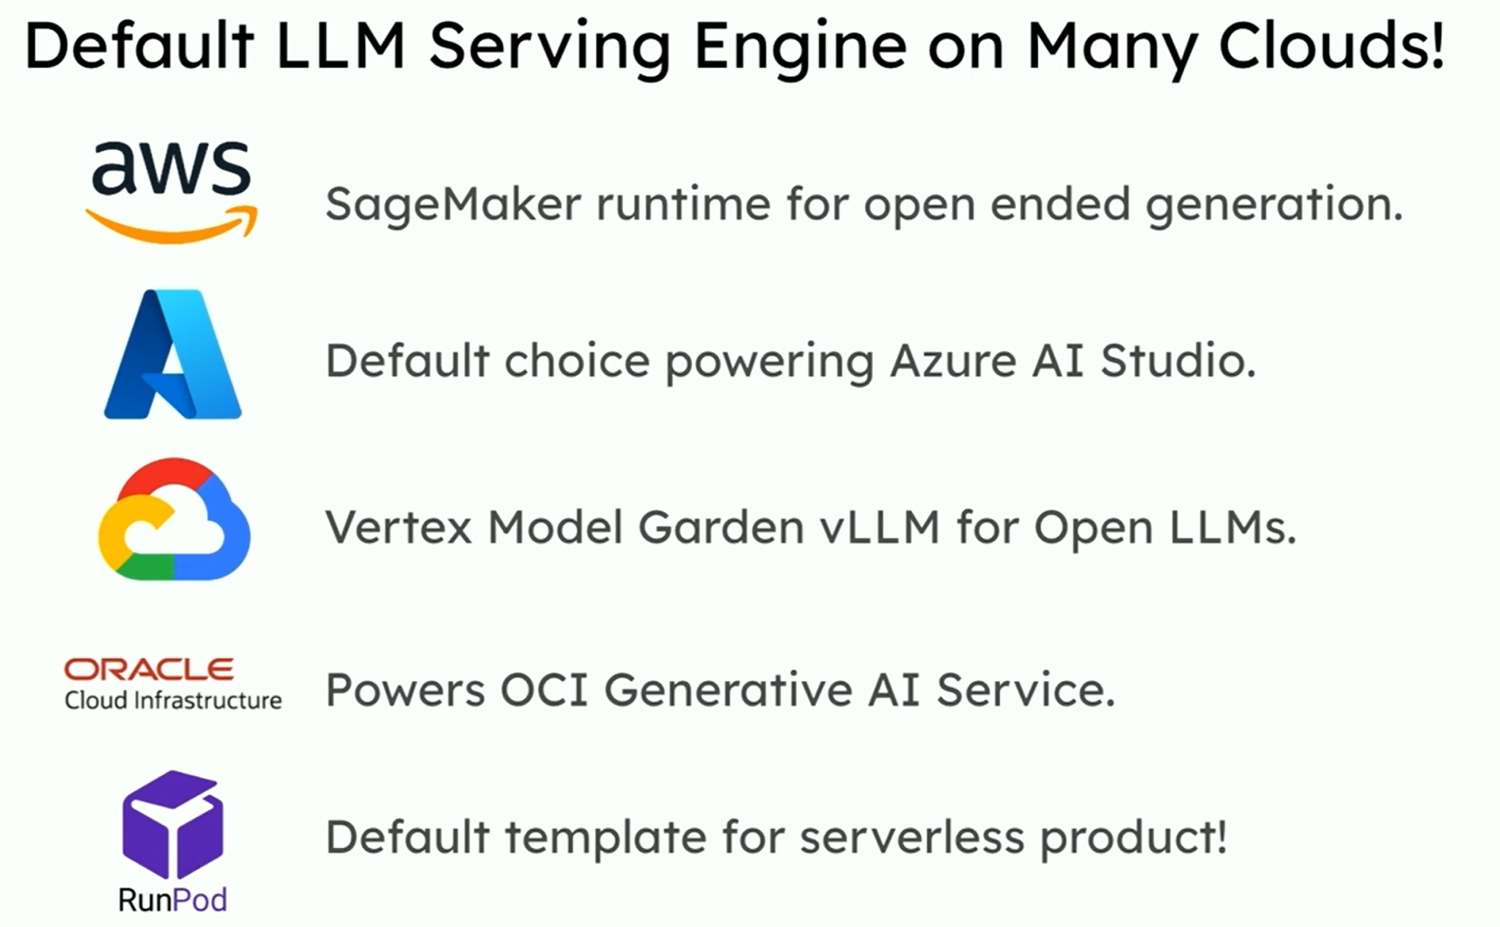 Default LLM Serving Engine on Many Clouds!
aws
SageMaker runtime for open ended generation.
Default choice powering Azure AI Studio.
Vertex Model Garden vLLM for Open LLMs.
ORACLE
Cloud Infrastructure
Powers OCI Generative AI Service.
Default template for serverless product!
RunPod